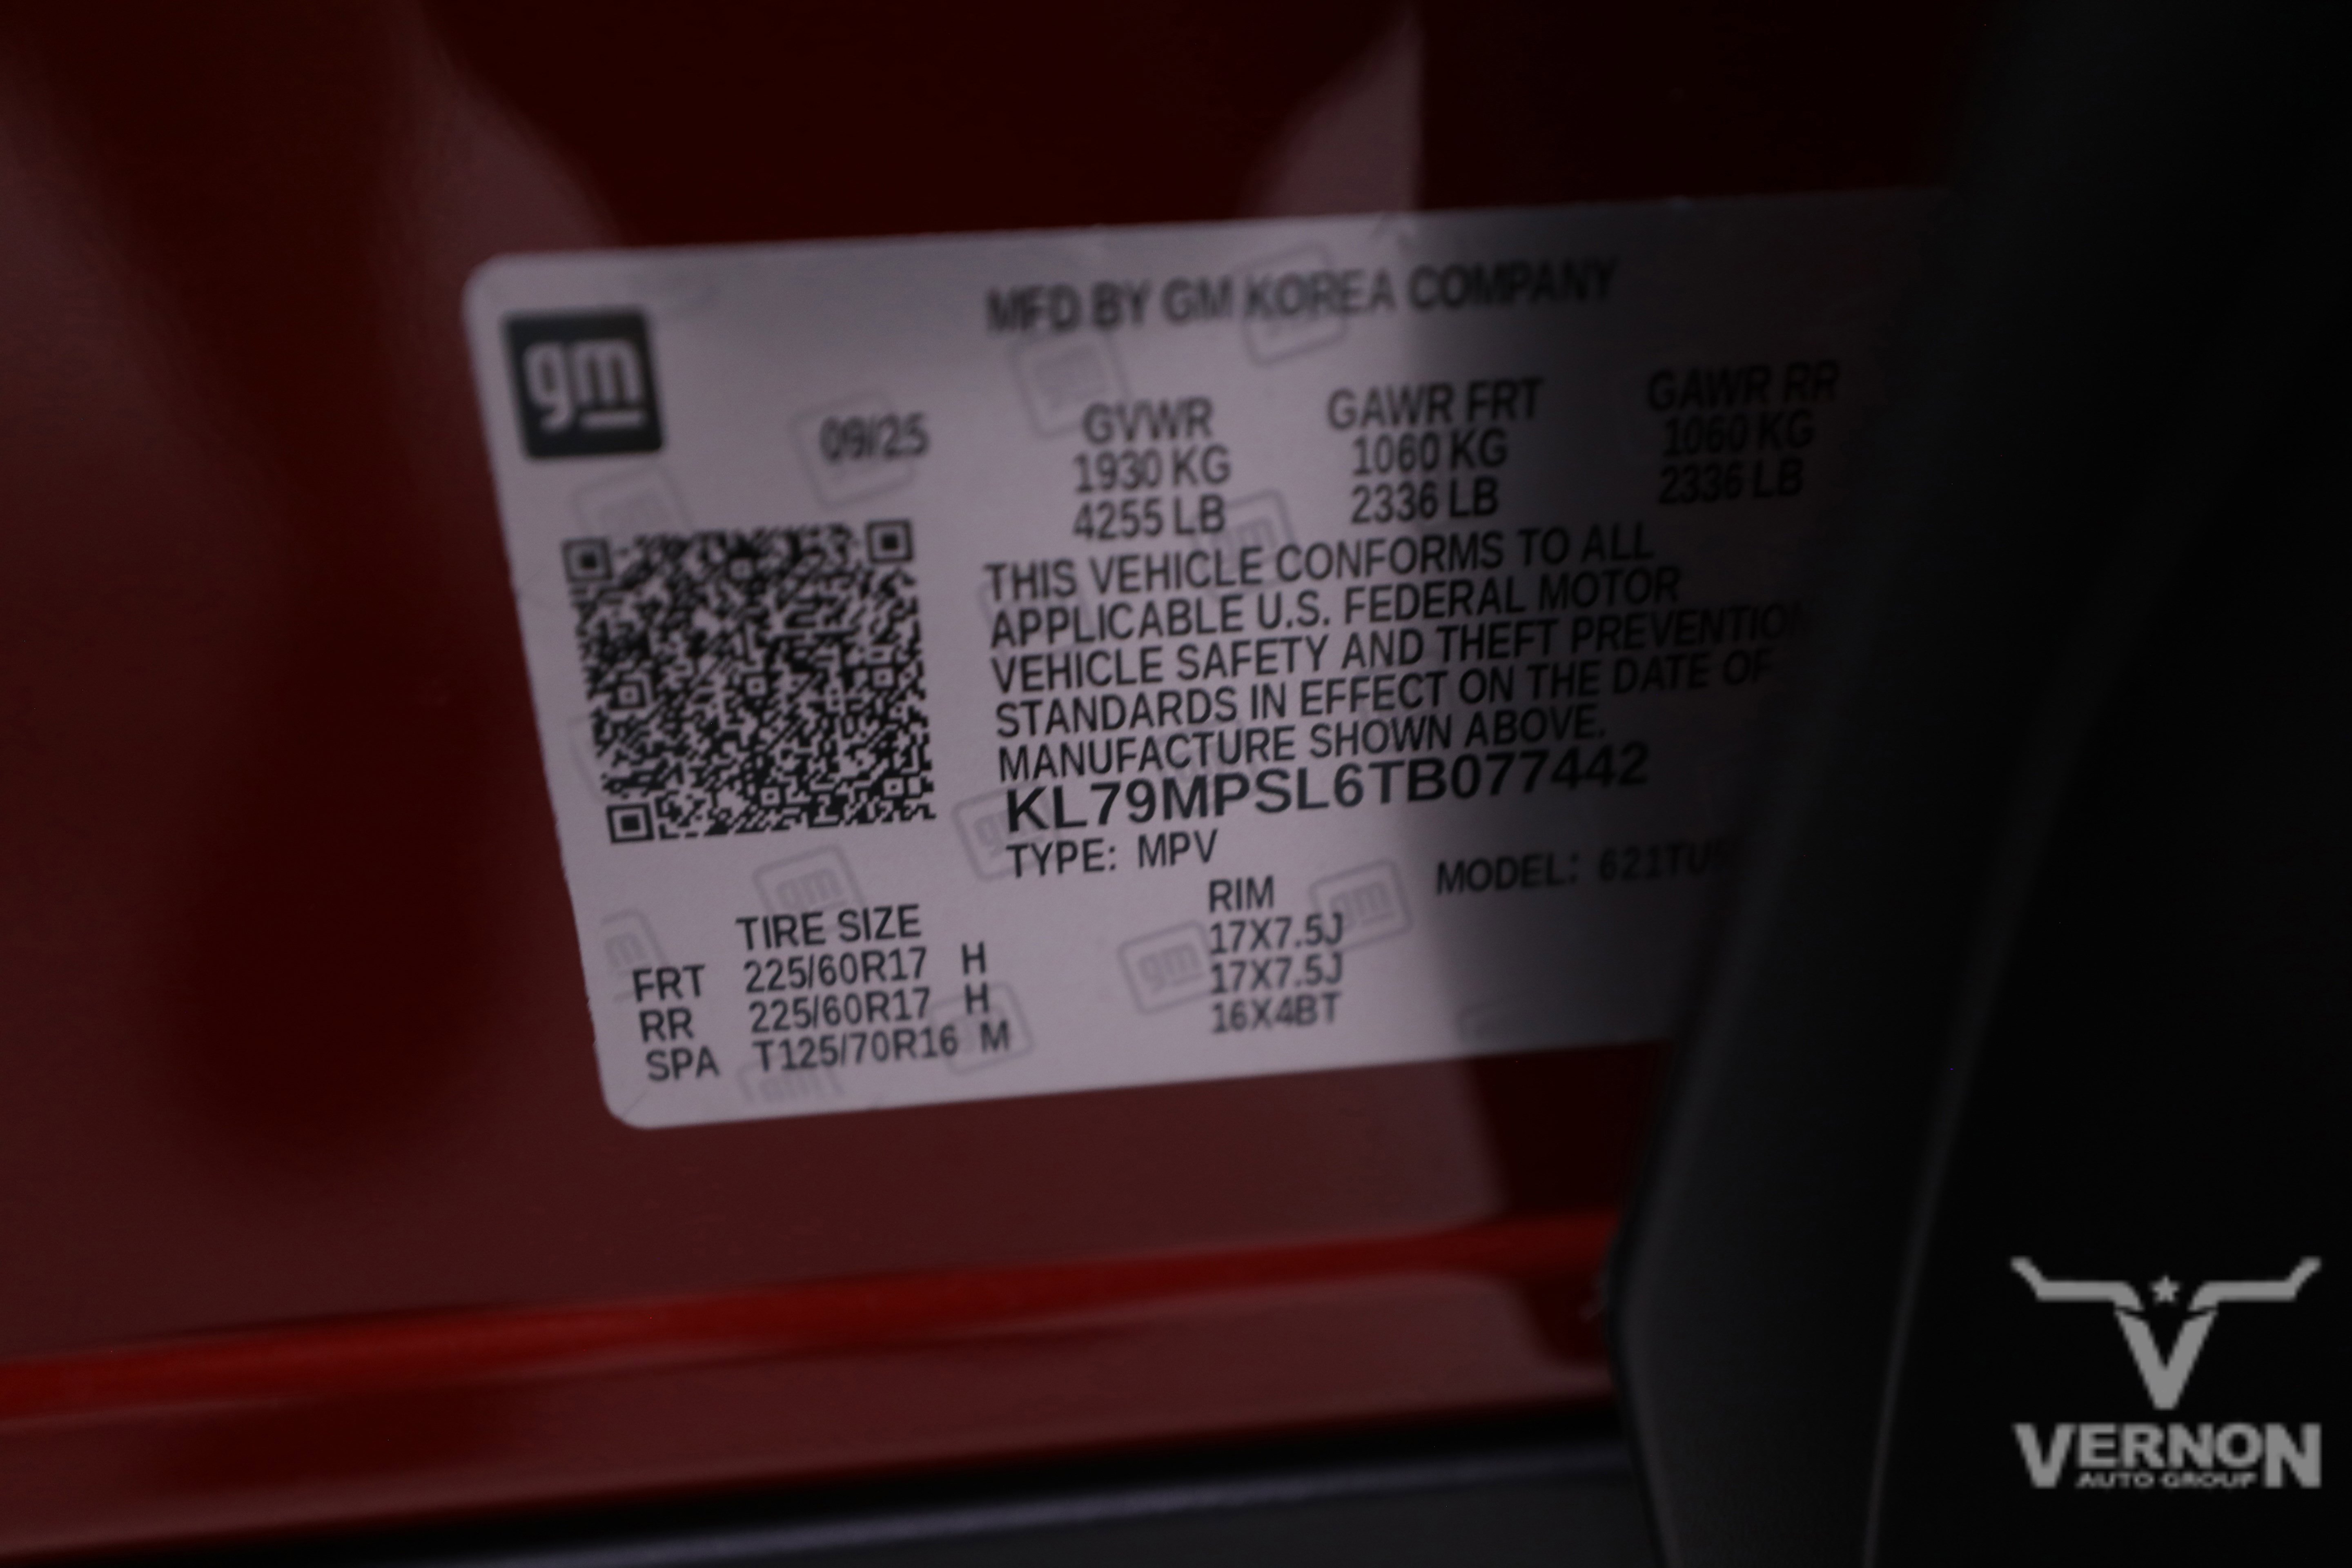 gm
MFD BY GM KOREA COMPANY
09/25
GVWR GAWR FRT GAWR RR
1930 KG 1060 KG 1060 KG
4255 LB 2336 LB 2336 LB
THIS VEHICLE CONFORMS TO ALL
APPLICABLE U.S. FEDERAL MOTOR
VEHICLE SAFETY AND THEFT PREVENTION
STANDARDS IN EFFECT ON THE DATE OF
MANUFACTURE SHOWN ABOVE.
KL79MPSL6TB077442
TYPE: MPV MODEL:
TIRE SIZE RIM
FRT 225/60R17 H 17X7.5J
RR 225/60R17 H 17X7.5J
SPA T125/70R16 M 16X4BT
VERNON
AUTO GROUP